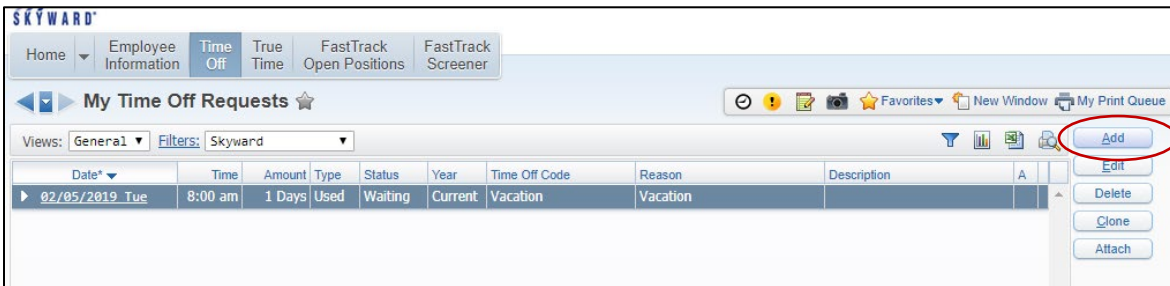 SKYWARD
Home Employee Information Time Off True Time FastTrack Open Positions FastTrack Screener
My Time Off Requests Favorites New Window My Print Queue
Views: General Filters: Skyward Add
Date* Time Amount Type Status Year Time Off Code Reason Description A Edit
02/05/2019 Tue 8:00 am 1 Days Used Waiting Current Vacation Vacation Delete
Clone
Attach